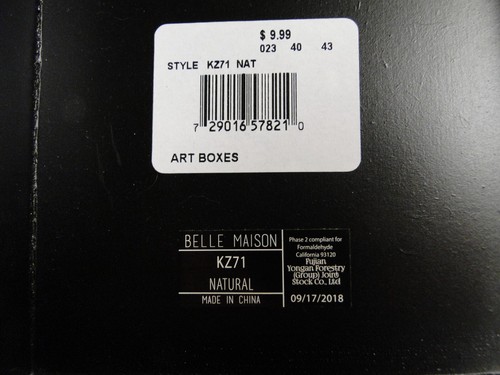 $ 9.99
023 40 43
STYLE KZ71 NAT
7 29016 57821 0
ART BOXES
BELLE MAISON
KZ71
NATURAL
MADE IN CHINA
Phase 2 compliant for
Formaldehyde
California 93120
Fujian
Yongan Forestry
(Group) Joint
Stock Co., Ltd
09/17/2018